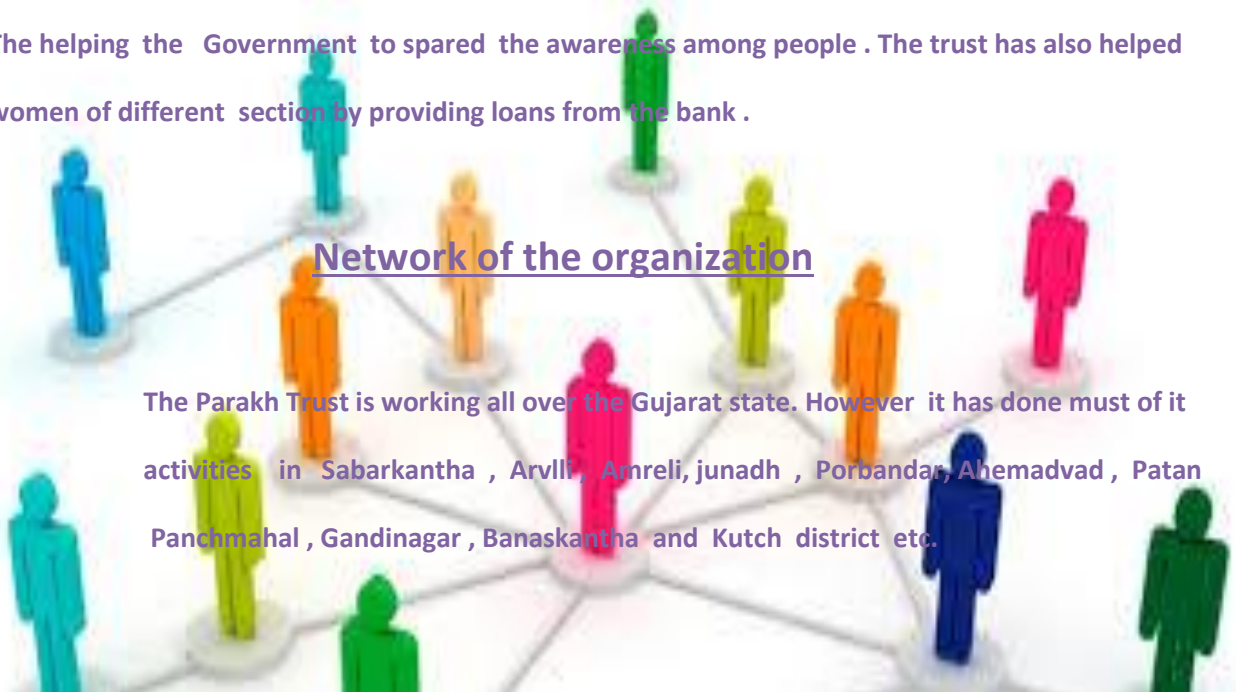 The helping the Government to spared the awareness among people . The trust has also helped
women of different section by providing loans from the bank .
Network of the organization
The Parakh Trust is working all over the Gujarat state. However it has done must of it
activities in Sabarkantha , Arvlli , Amreli, junadh , Porbandar, Ahemadvad , Patan
Panchmahal , Gandinagar , Banaskantha and Kutch district etc.